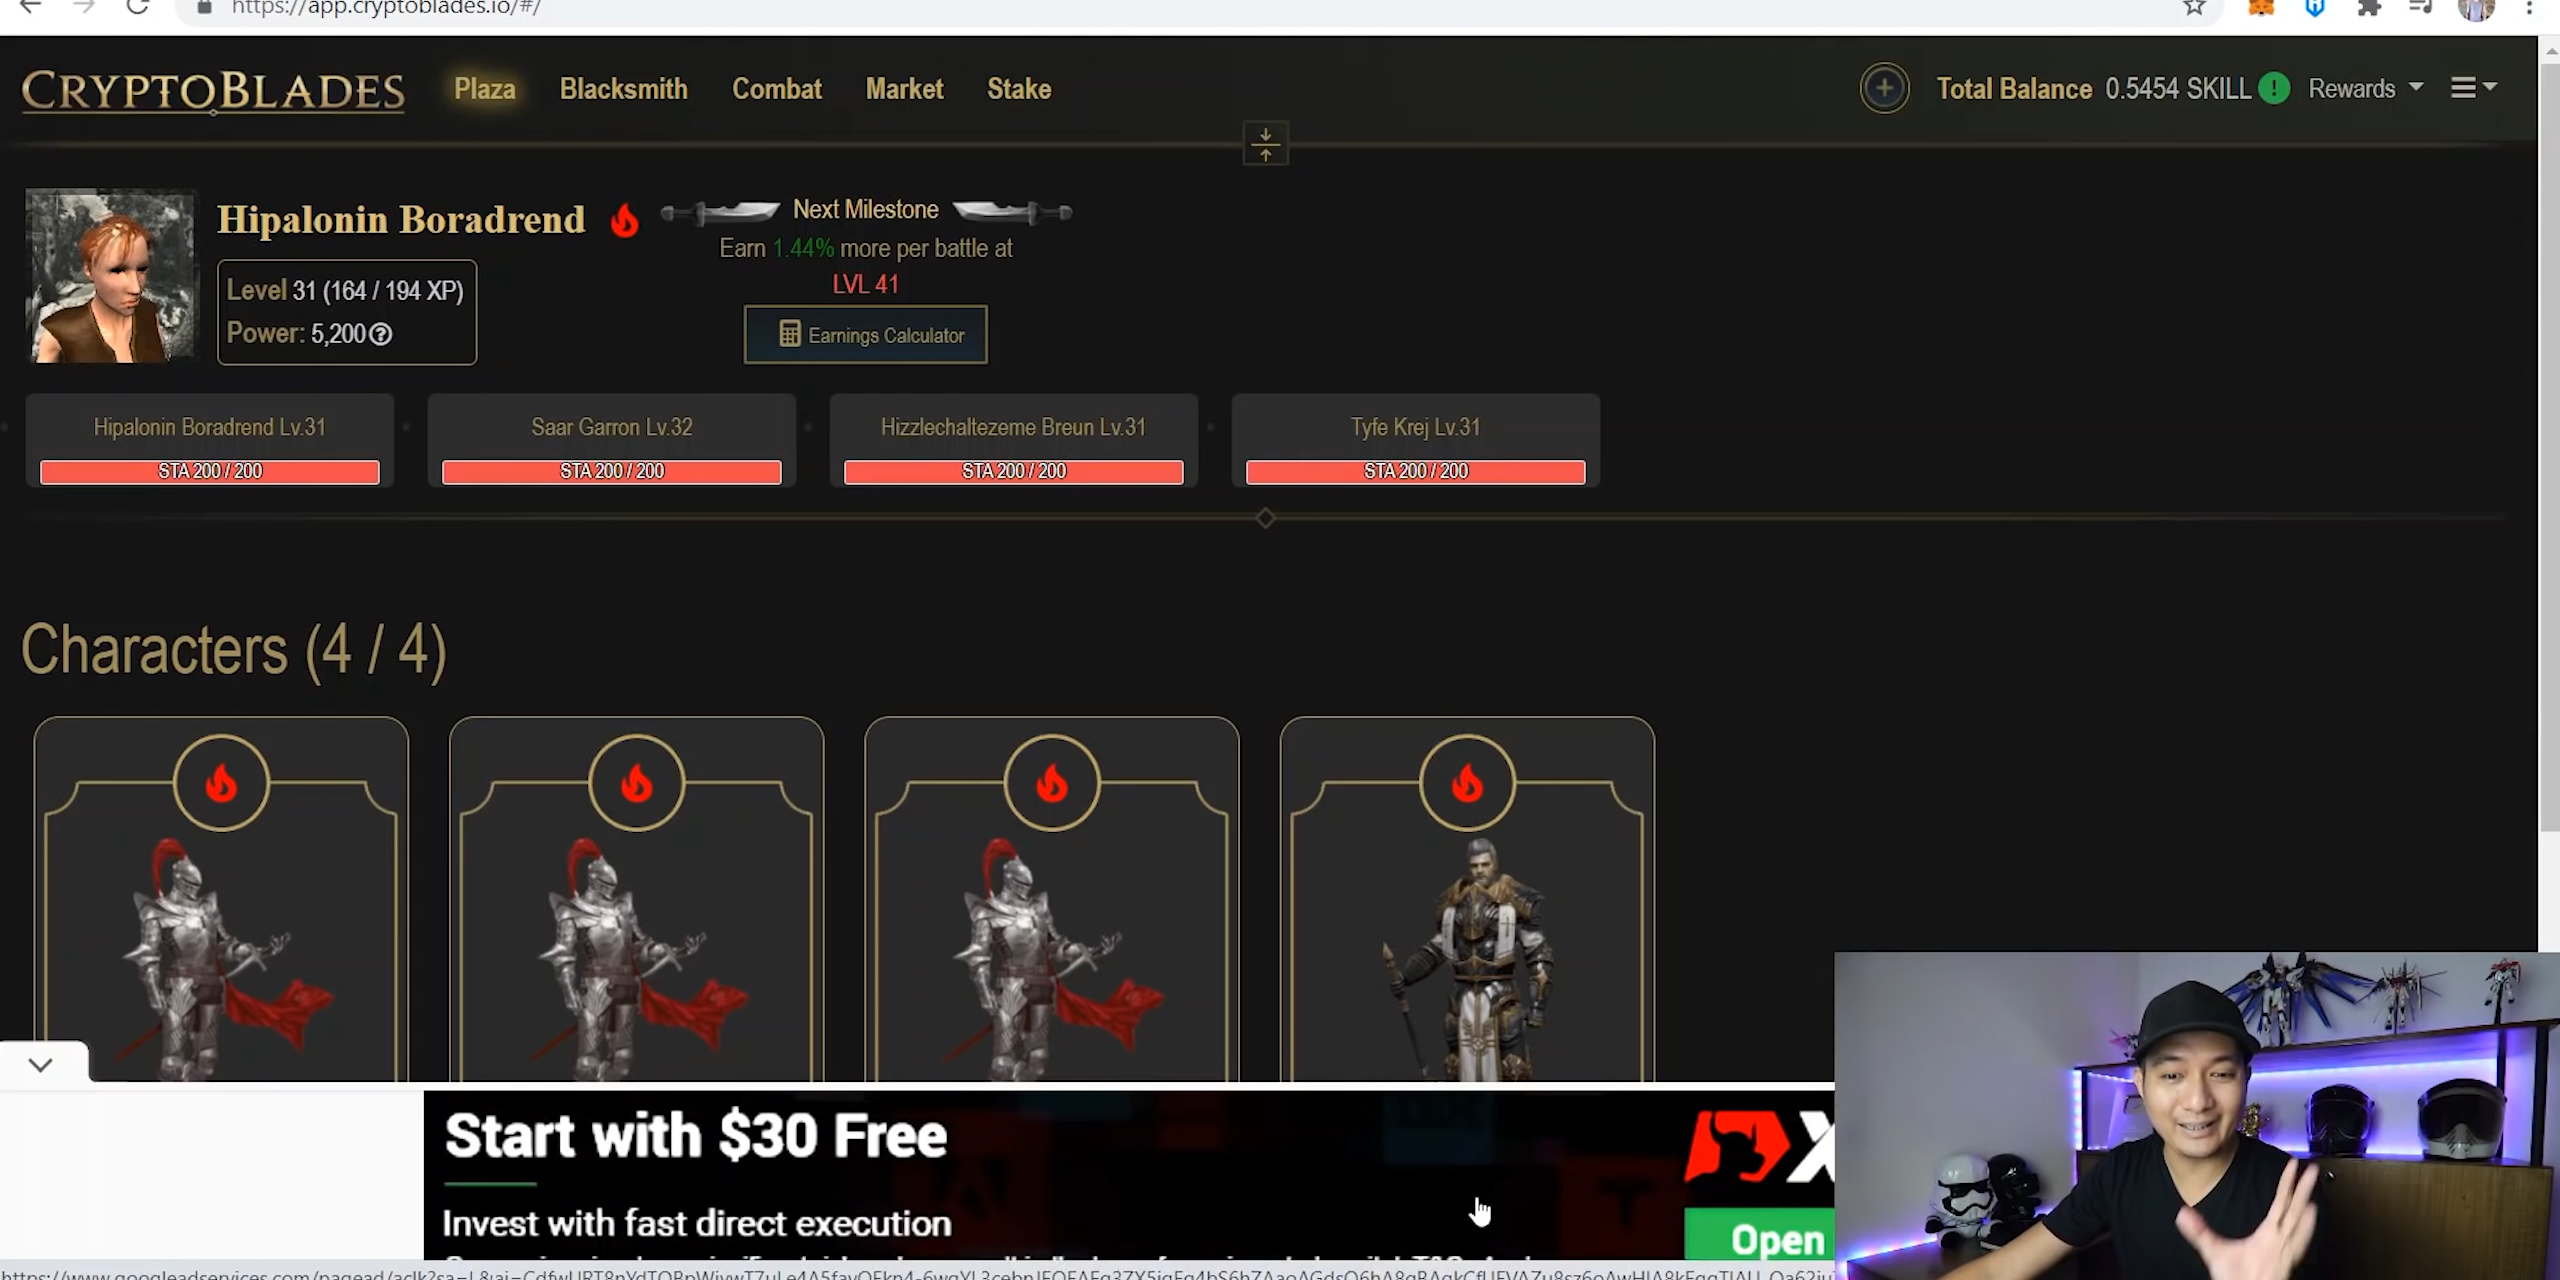 https://app.cryptoblades.io/#/
CRYPTOBLADES
Plaza Blacksmith Combat Market Stake
Total Balance 0.5454 SKILL ! Rewards
Hipalonin Boradrend
Next Milestone
Earn 1.44% more per battle at
LVL 41
Level 31 (164 / 194 XP)
Power: 5,200 ?
Earnings Calculator
Hipalonin Boradrend Lv.31
STA 200 / 200
Saar Garron Lv.32
STA 200 / 200
Hizzlechaltezeme Breun Lv.31
STA 200 / 200
Tyfe Krej Lv.31
STA 200 / 200
Characters (4 / 4)
Start with $30 Free
Invest with fast direct execution
X
Open